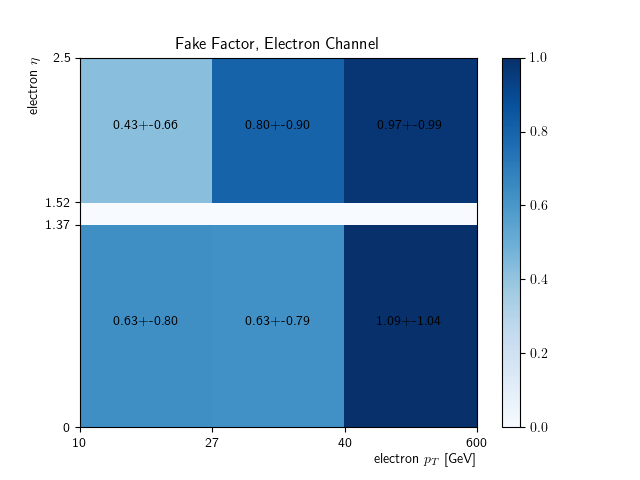 Fake Factor, Electron Channel
electron η
2.5
1.52
1.37
0
0.43+-0.66 0.80+-0.90 0.97+-0.99
0.63+-0.80 0.63+-0.79 1.09+-1.04
10 27 40 600
electron p_T [GeV]
1.0
0.8
0.6
0.4
0.2
0.0